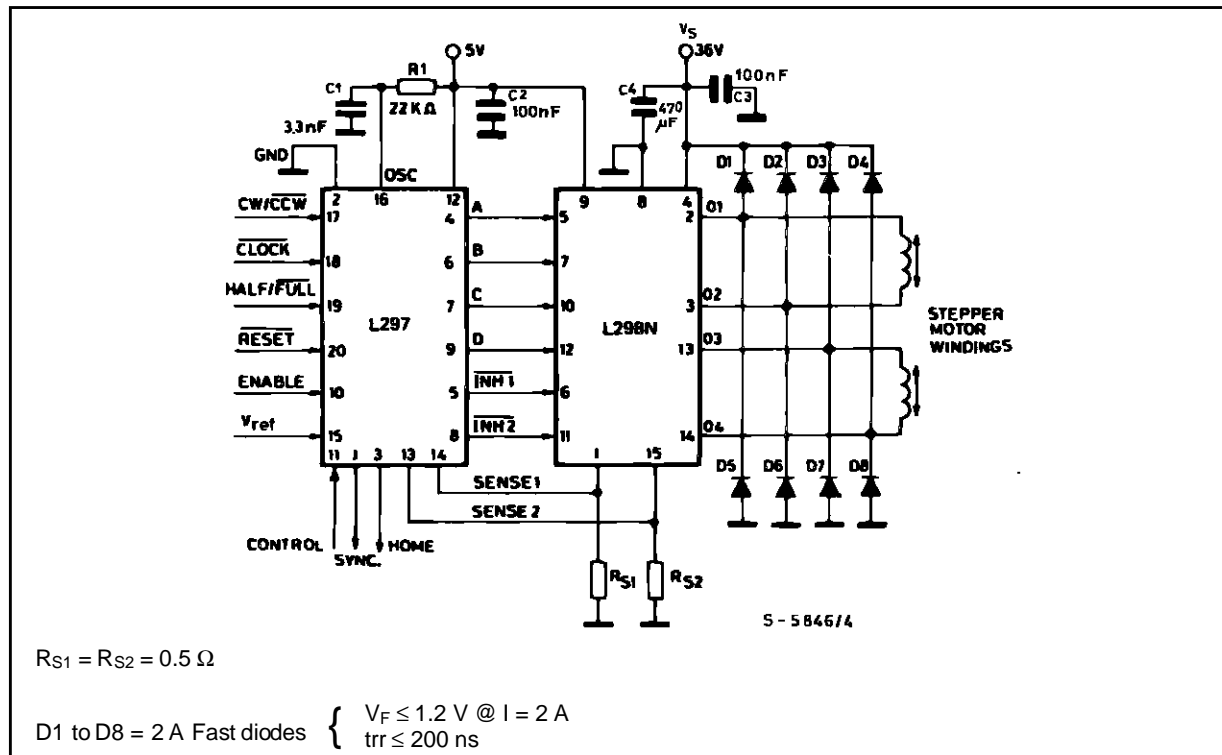 VS
5V
36V
R1
C1
22KΩ
3.3nF
C2
100nF
C4
470
µF
100nF
C3
GND
OSC
D1 D2 D3 D4
2 16 12
9 8 4
CW/CCW 17
4 A 5
2 O1
CLOCK 18
6 B 7
HALF/FULL 19
7 C 10
3 O2
L297
L298N
STEPPER
MOTOR
WINDINGS
RESET 20
9 D 12
13 O3
ENABLE 10
5 INH1 6
Vref 15
8 INH2 11
14 O4
11 1 3 13 14
1 15
D5 D6 D7 D8
SENSE1
SENSE 2
CONTROL
SYNC.
HOME
RS1
RS2
S-5846/4
RS1 = RS2 = 0.5 Ω
D1 to D8 = 2 A Fast diodes {
VF ≤ 1.2 V @ I = 2 A
trr ≤ 200 ns